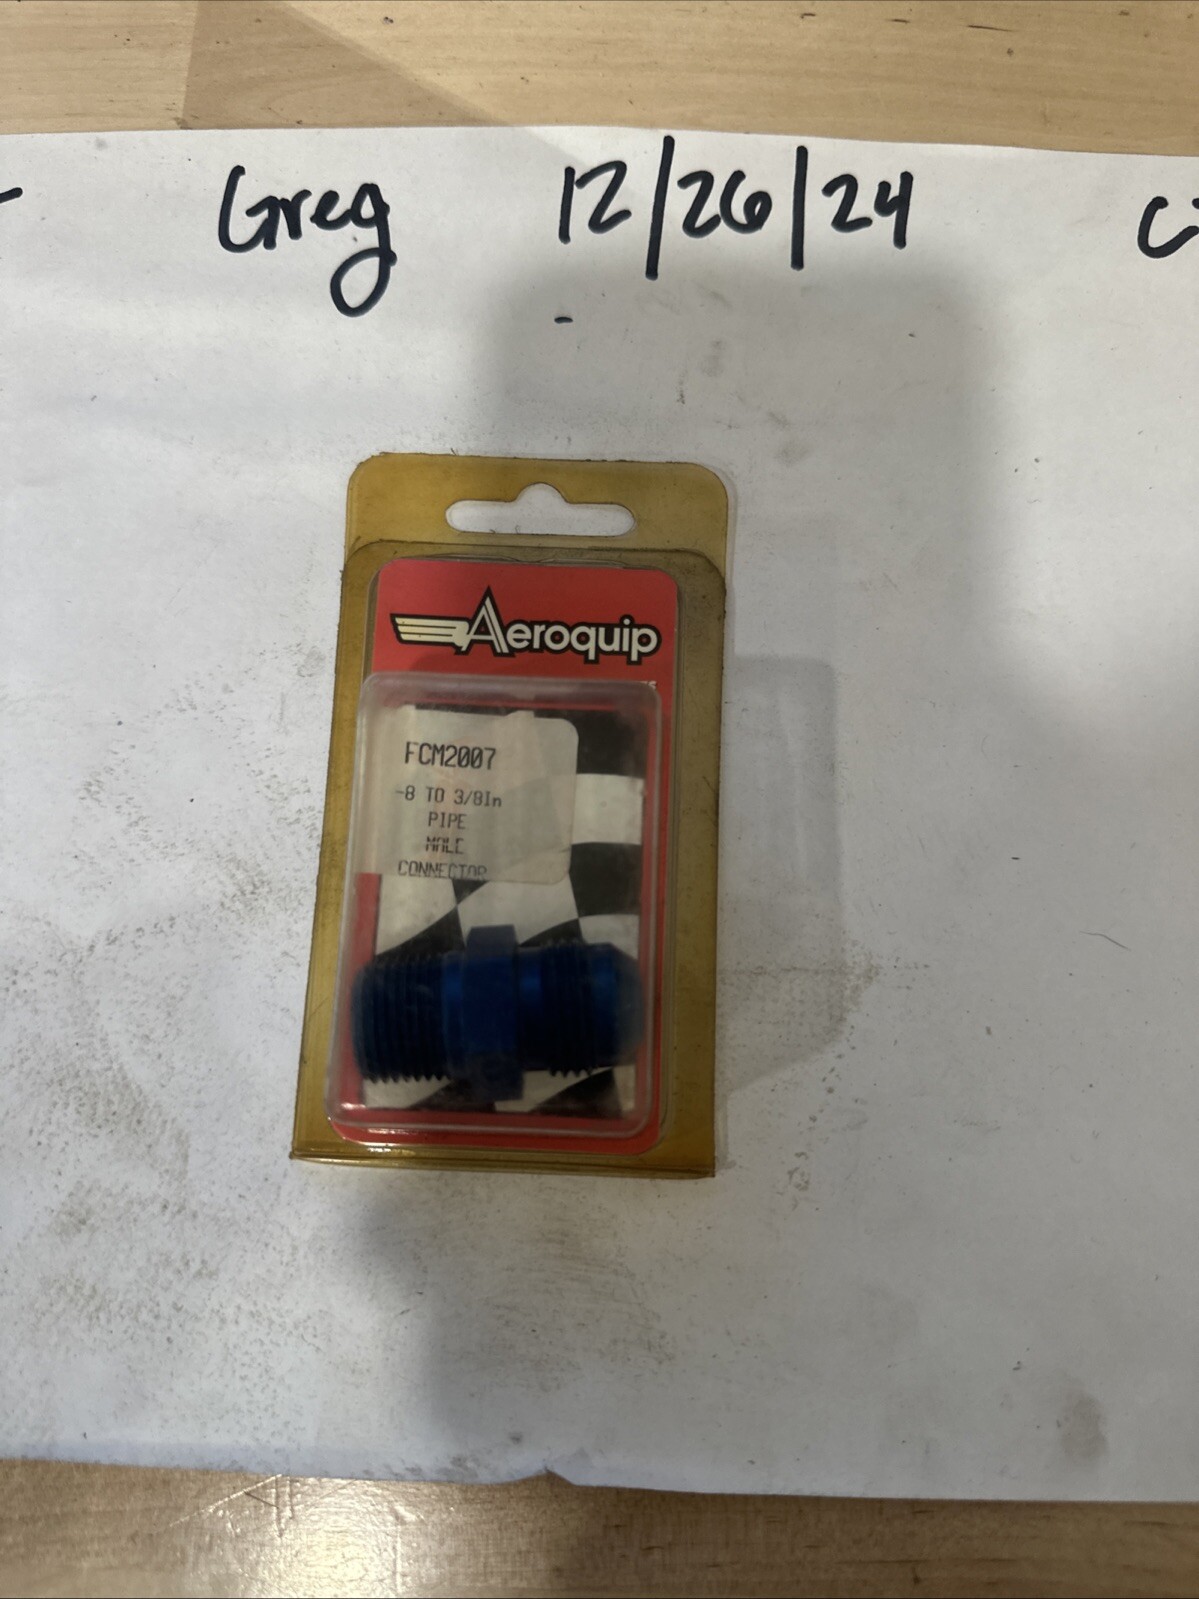 Greg 12/26/24
Aeroquip
FCM2007
-8 TO 3/8In
PIPE
MALE
CONNECTOR